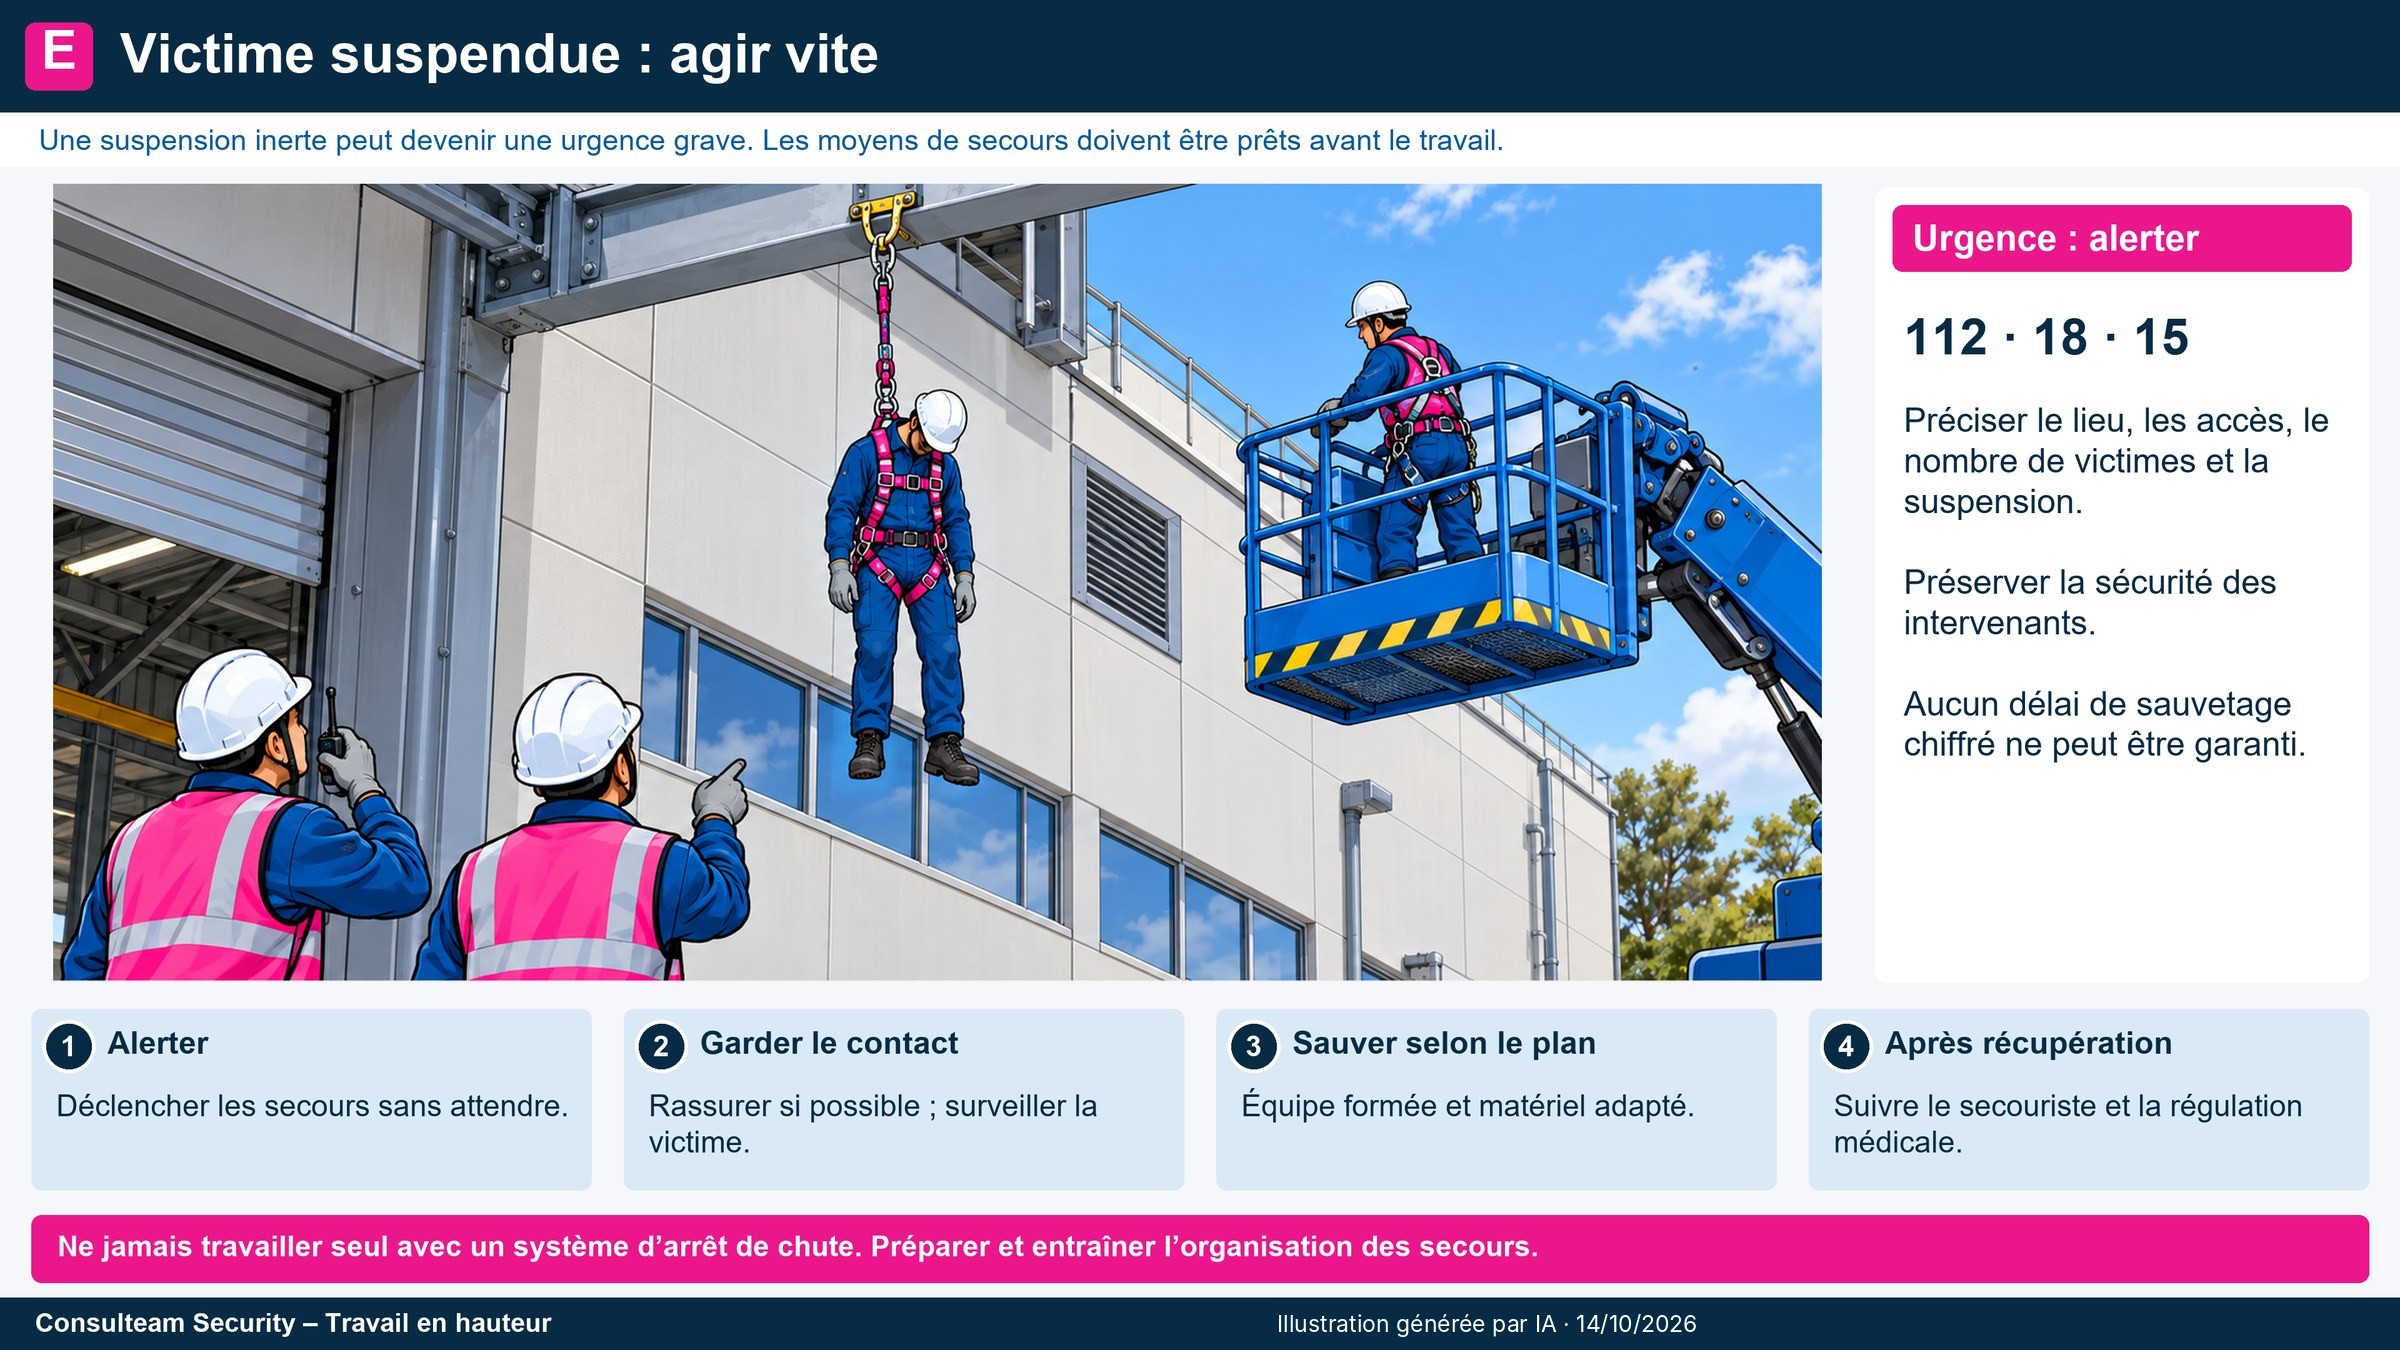 E
Victime suspendue : agir vite
Une suspension inerte peut devenir une urgence grave. Les moyens de secours doivent être prêts avant le travail.
Urgence : alerter
112 · 18 · 15
Préciser le lieu, les accès, le
nombre de victimes et la
suspension.
Préserver la sécurité des
intervenants.
Aucun délai de sauvetage
chiffré ne peut être garanti.
1 Alerter
Déclencher les secours sans attendre.
2 Garder le contact
Rassurer si possible ; surveiller la
victime.
3 Sauver selon le plan
Équipe formée et matériel adapté.
4 Après récupération
Suivre le secouriste et la régulation
médicale.
Ne jamais travailler seul avec un système d’arrêt de chute. Préparer et entraîner l’organisation des secours.
Consulteam Security – Travail en hauteur
Illustration générée par IA · 14/10/2026